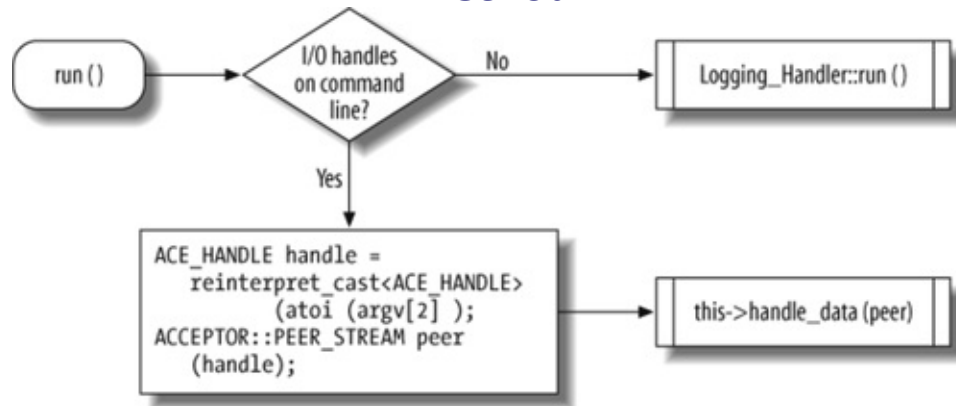 run ( )
I/O handles
on command
line?
No
Logging_Handler::run ( )
Yes
ACE_HANDLE handle =
reinterpret_cast<ACE_HANDLE>
(atoi (argv[2] );
ACCEPTOR::PEER_STREAM peer
(handle);
this->handle_data (peer)